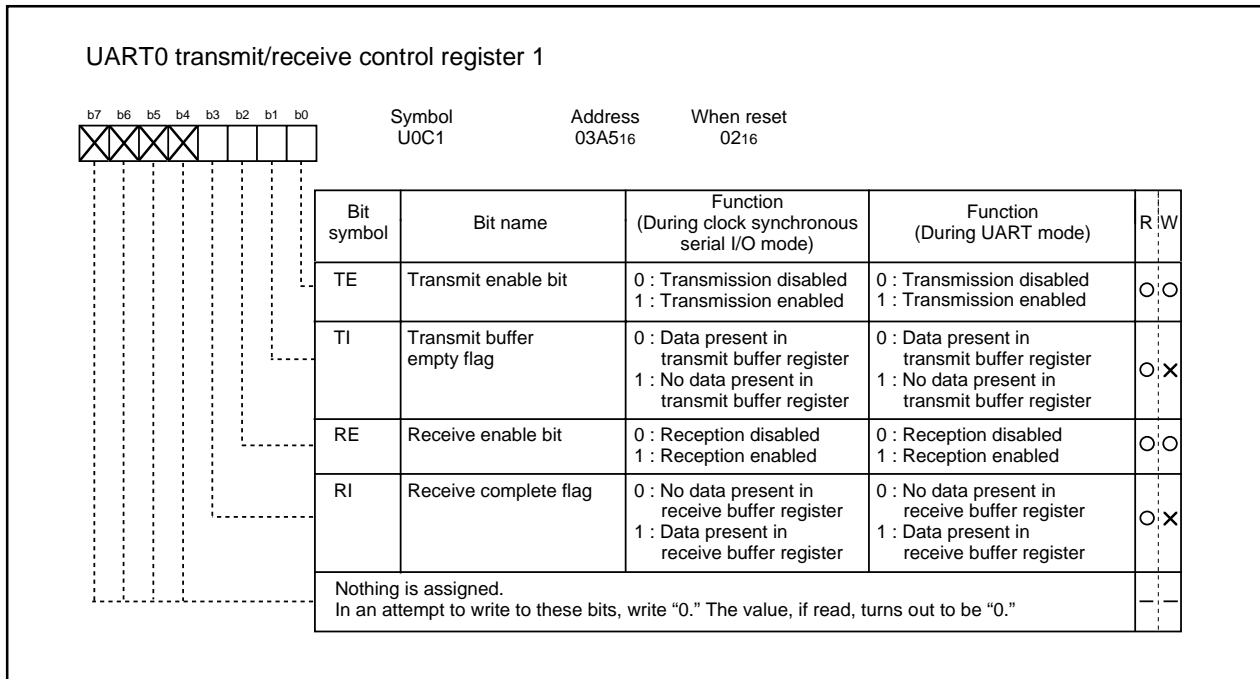 UART0 transmit/receive control register 1
b7 b6 b5 b4 b3 b2 b1 b0
Symbol Address When reset
U0C1 03A516 0216
Bit symbol Bit name Function (During clock synchronous serial I/O mode) Function (During UART mode) R W
TE Transmit enable bit 0 : Transmission disabled 0 : Transmission disabled
1 : Transmission enabled 1 : Transmission enabled
TI Transmit buffer 0 : Data present in 0 : Data present in
empty flag transmit buffer register transmit buffer register
1 : No data present in 1 : No data present in
transmit buffer register transmit buffer register
RE Receive enable bit 0 : Reception disabled 0 : Reception disabled
1 : Reception enabled 1 : Reception enabled
RI Receive complete flag 0 : No data present in 0 : No data present in
receive buffer register receive buffer register
1 : Data present in 1 : Data present in
receive buffer register receive buffer register
Nothing is assigned.
In an attempt to write to these bits, write “0.” The value, if read, turns out to be “0.”